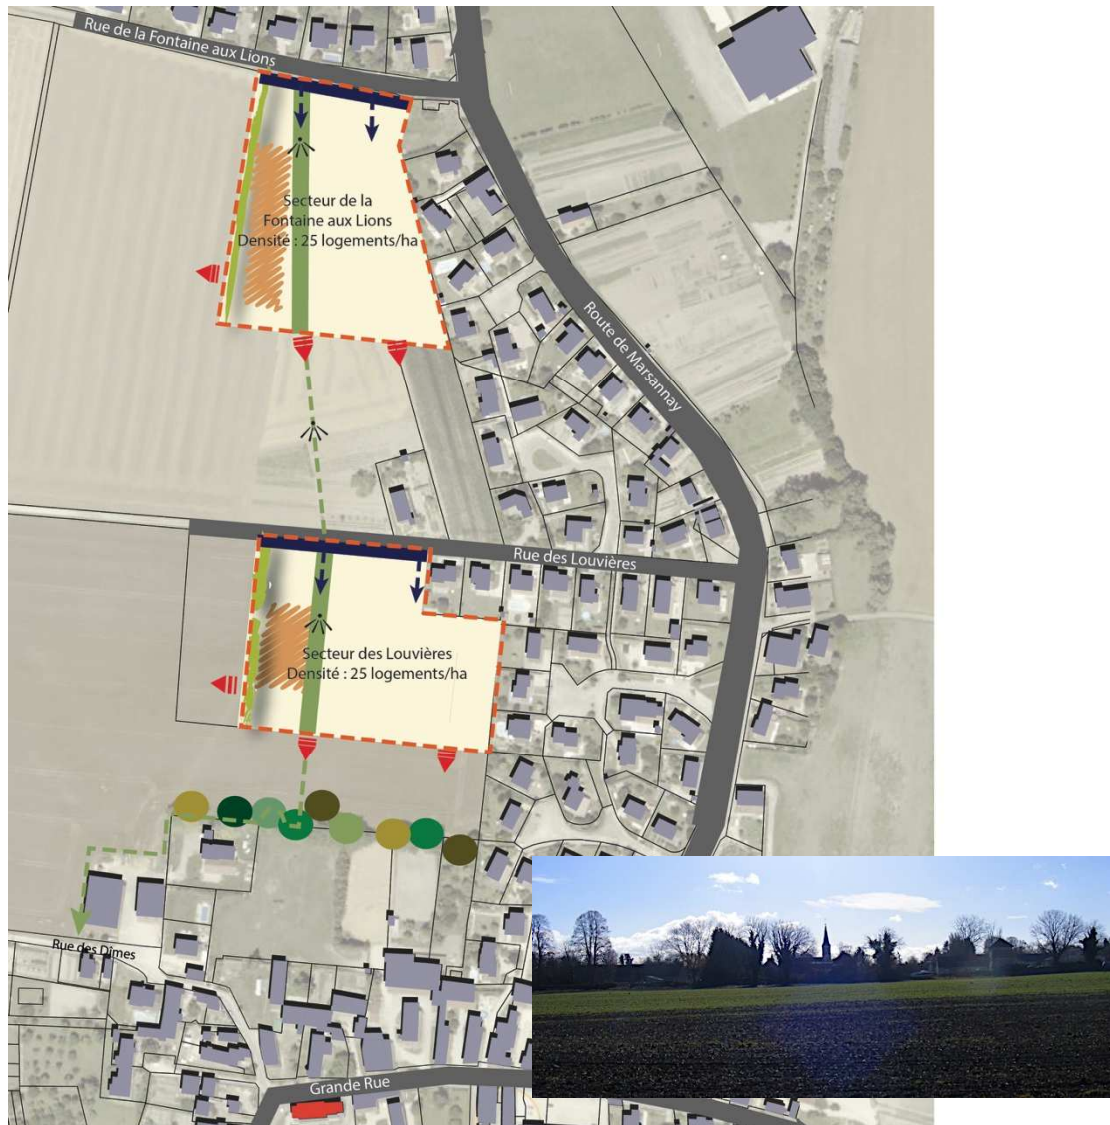 Rue de la Fontaine aux Lions
Secteur de la
Fontaine aux Lions
Densité : 25 logements/ha
Route de Marsannay
Rue des Louvières
Secteur des Louvières
Densité : 25 logements/ha
Rue des Dîmes
Grande Rue